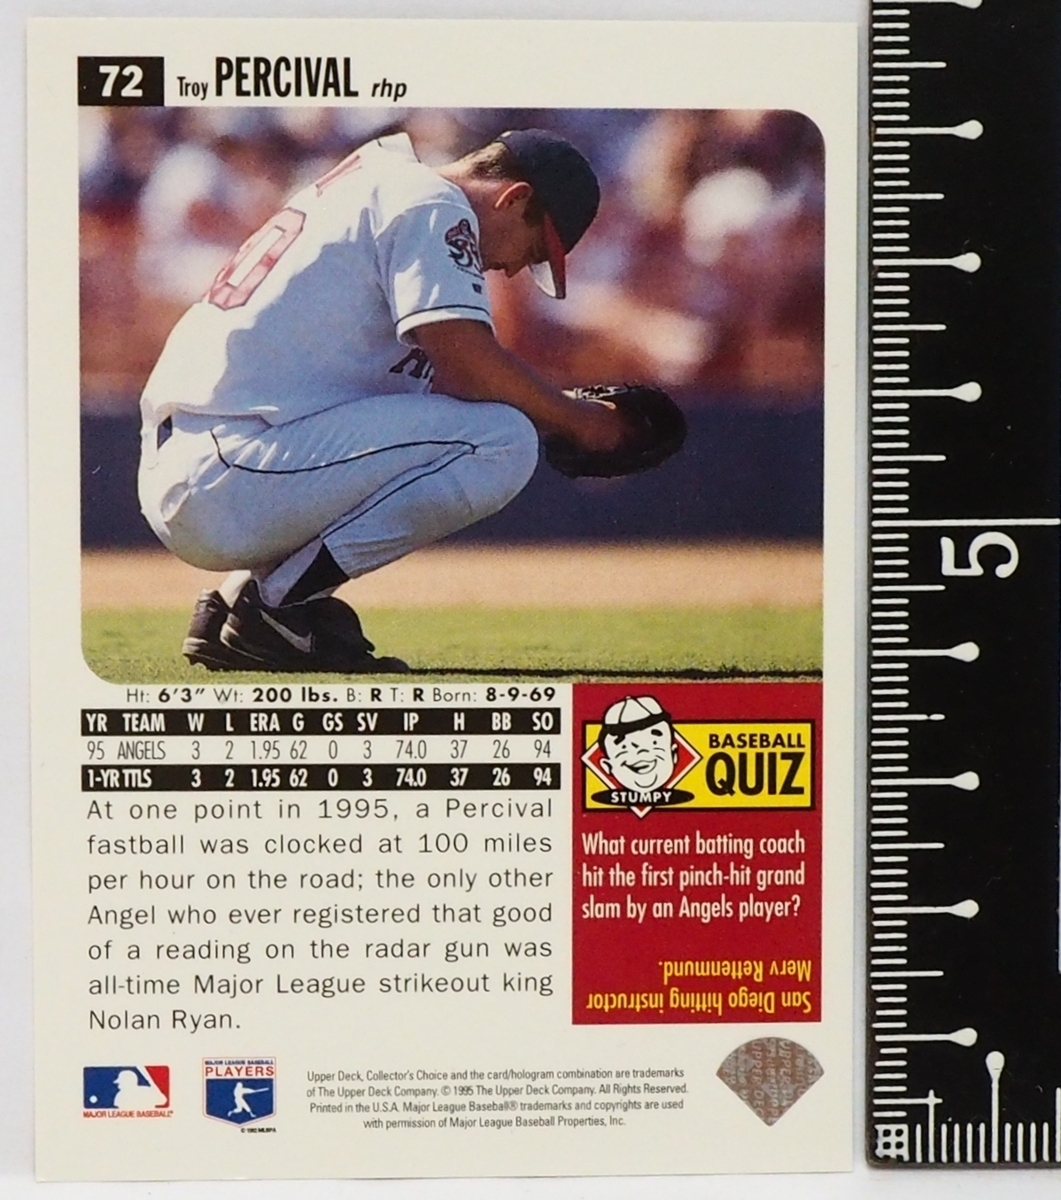 72 Troy PERCIVAL rhp
Ht: 6'3" Wt: 200 lbs. B: R T: R Born: 8-9-69
YR TEAM W L ERA G GS SV IP H BB SO
95 ANGELS 3 2 1.95 62 0 3 74.0 37 26 94
1-YR TTLS 3 2 1.95 62 0 3 74.0 37 26 94
At one point in 1995, a Percival
fastball was clocked at 100 miles
per hour on the road; the only other
Angel who ever registered that good
of a reading on the radar gun was
all-time Major League strikeout king
Nolan Ryan.
STUMPY
BASEBALL
QUIZ
What current batting coach
hit the first pinch-hit grand
slam by an Angels player?
San Diego hitting instructor
Merv Rettenmund.
MAJOR LEAGUE BASEBALL
MAJOR LEAGUE BASEBALL
PLAYERS
© 1995 MLBPA
Upper Deck, Collector's Choice and the card/hologram combination are trademarks
of The Upper Deck Company. © 1995 The Upper Deck Company. All Rights Reserved.
Printed in the U.S.A. Major League Baseball® trademarks and copyrights are used
with permission of Major League Baseball Properties, Inc.
5